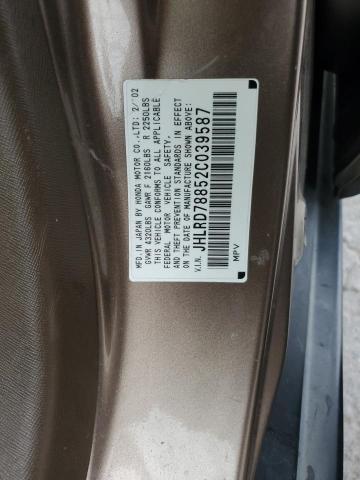 MFD. IN JAPAN BY HONDA MOTOR CO.,LTD: 2/'02
GVWR 4320LBS GAWR F 2160LBS R 2250LBS
THIS VEHICLE CONFORMS TO ALL APPLICABLE
FEDERAL MOTOR VEHICLE SAFETY,
AND THEFT PREVENTION STANDARDS IN EFFECT
ON THE DATE OF MANUFACTURE SHOWN ABOVE.
V.I.N. JHLRD78852C039587
MPV